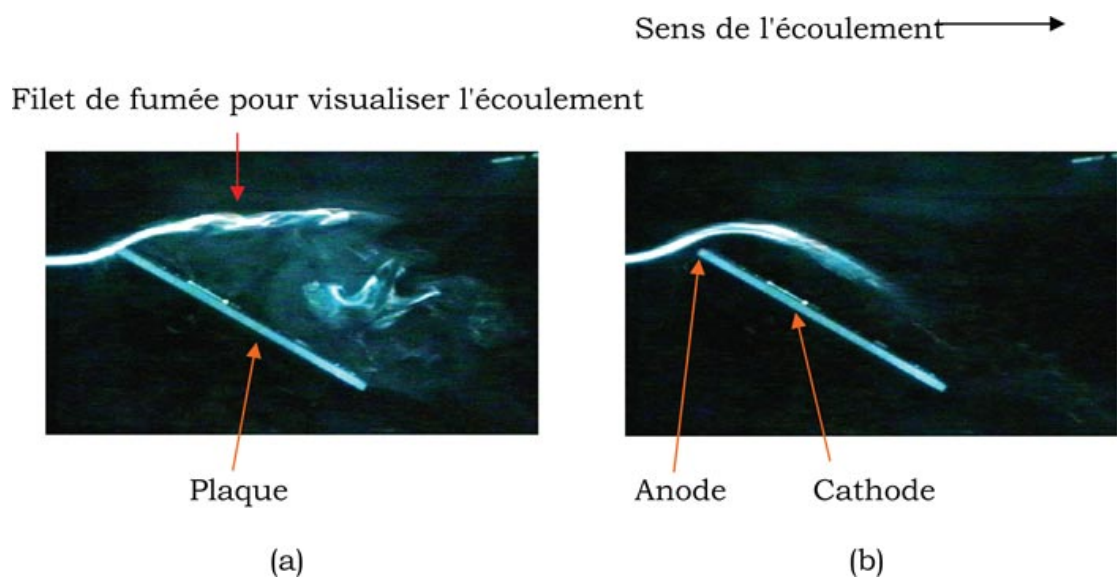 Sens de l'écoulement
Filet de fumée pour visualiser l'écoulement
Plaque
Anode
Cathode
(a)
(b)